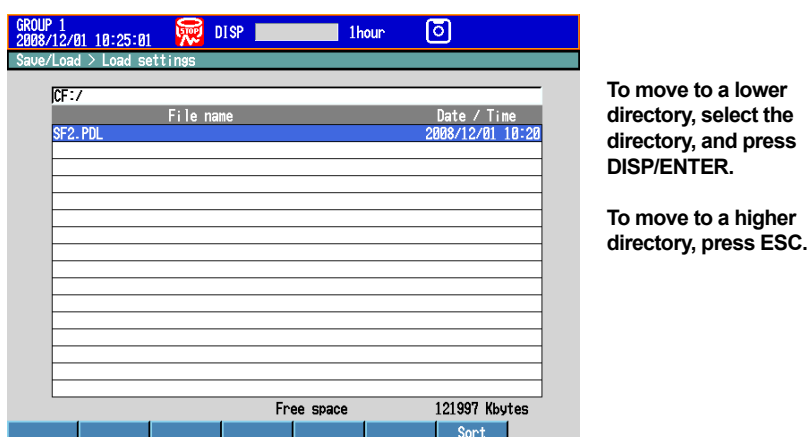 GROUP 1
2008/12/01 10:25:01
STOP
DISP
1hour
Save/Load > Load settings
CF:/
File name Date / Time
SF2.PDL 2008/12/01 10:20
Free space 121997 Kbytes
Sort
To move to a lower
directory, select the
directory, and press
DISP/ENTER.
To move to a higher
directory, press ESC.